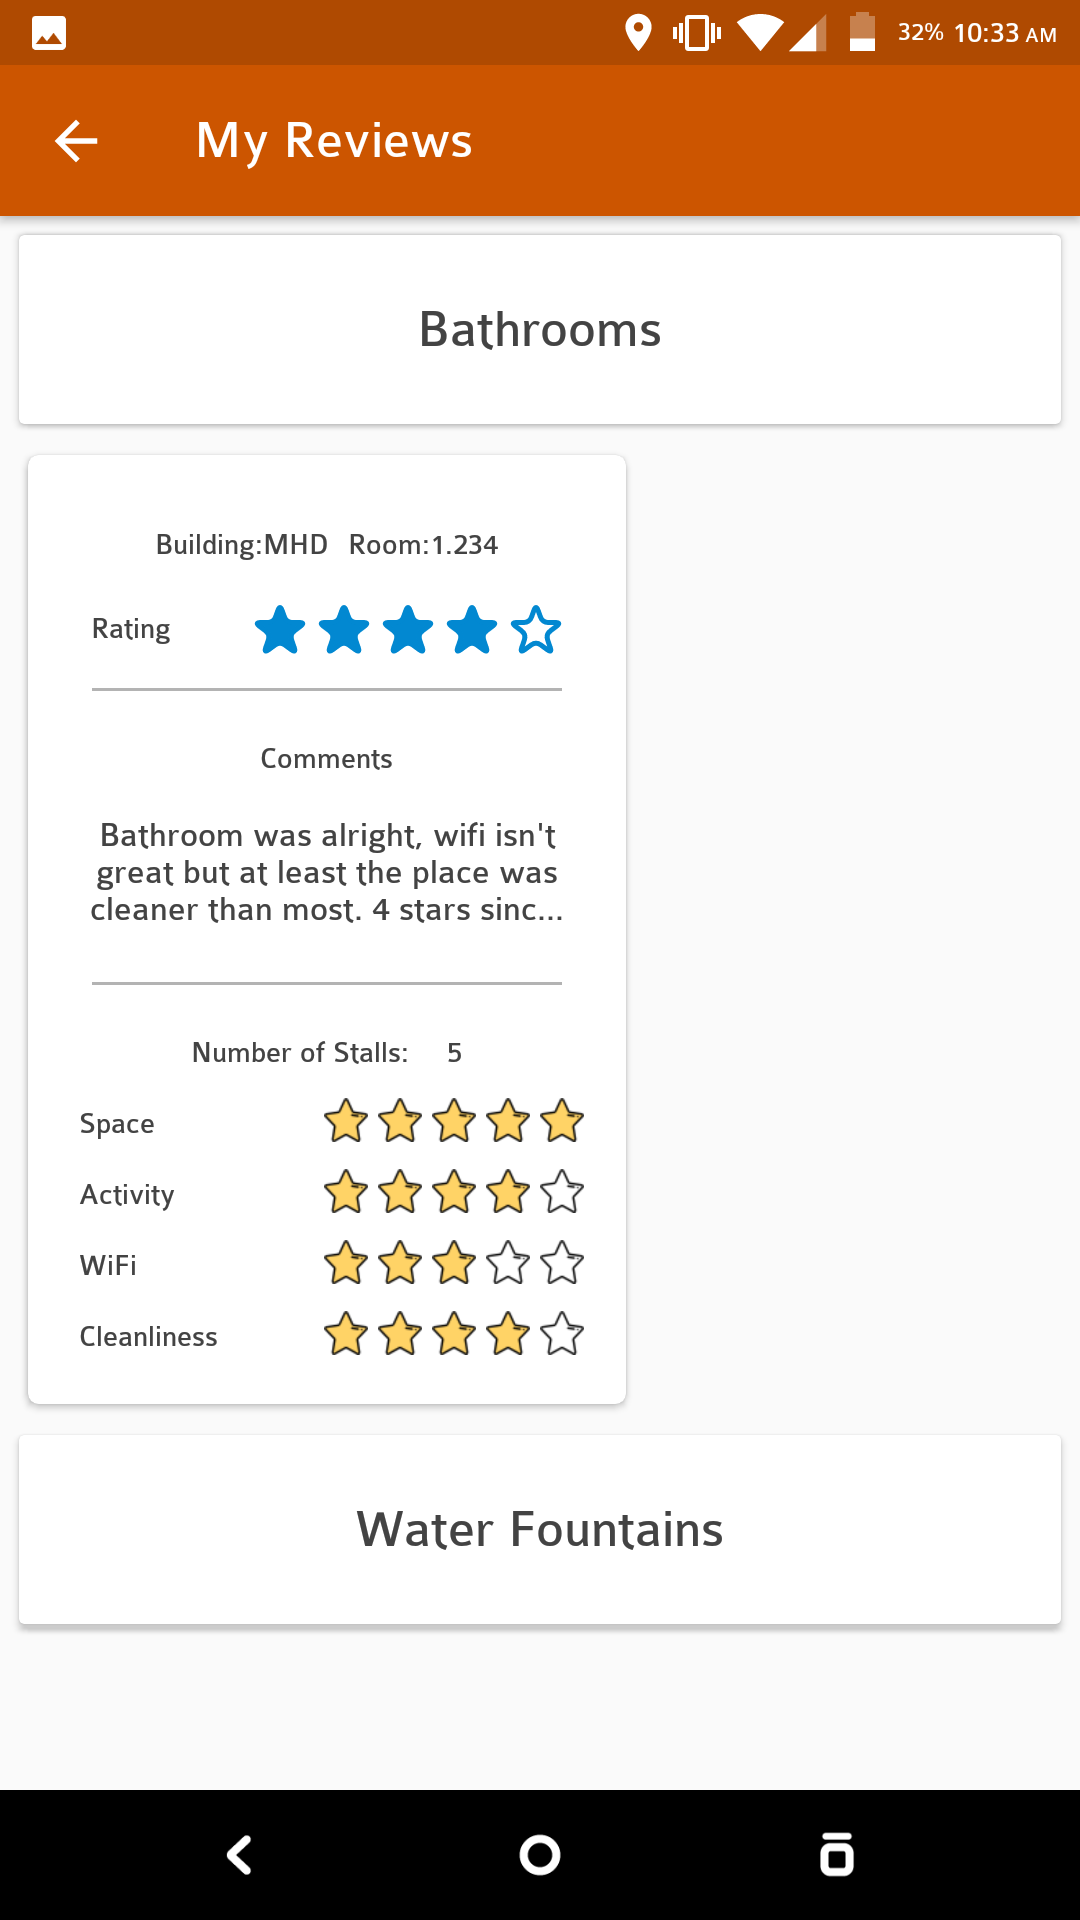 32% 10:33 AM
My Reviews
Bathrooms
Building:MHD Room:1.234
Rating
Comments
Bathroom was alright, wifi isn't
great but at least the place was
cleaner than most. 4 stars sinc...
Number of Stalls: 5
Space
Activity
WiFi
Cleanliness
Water Fountains